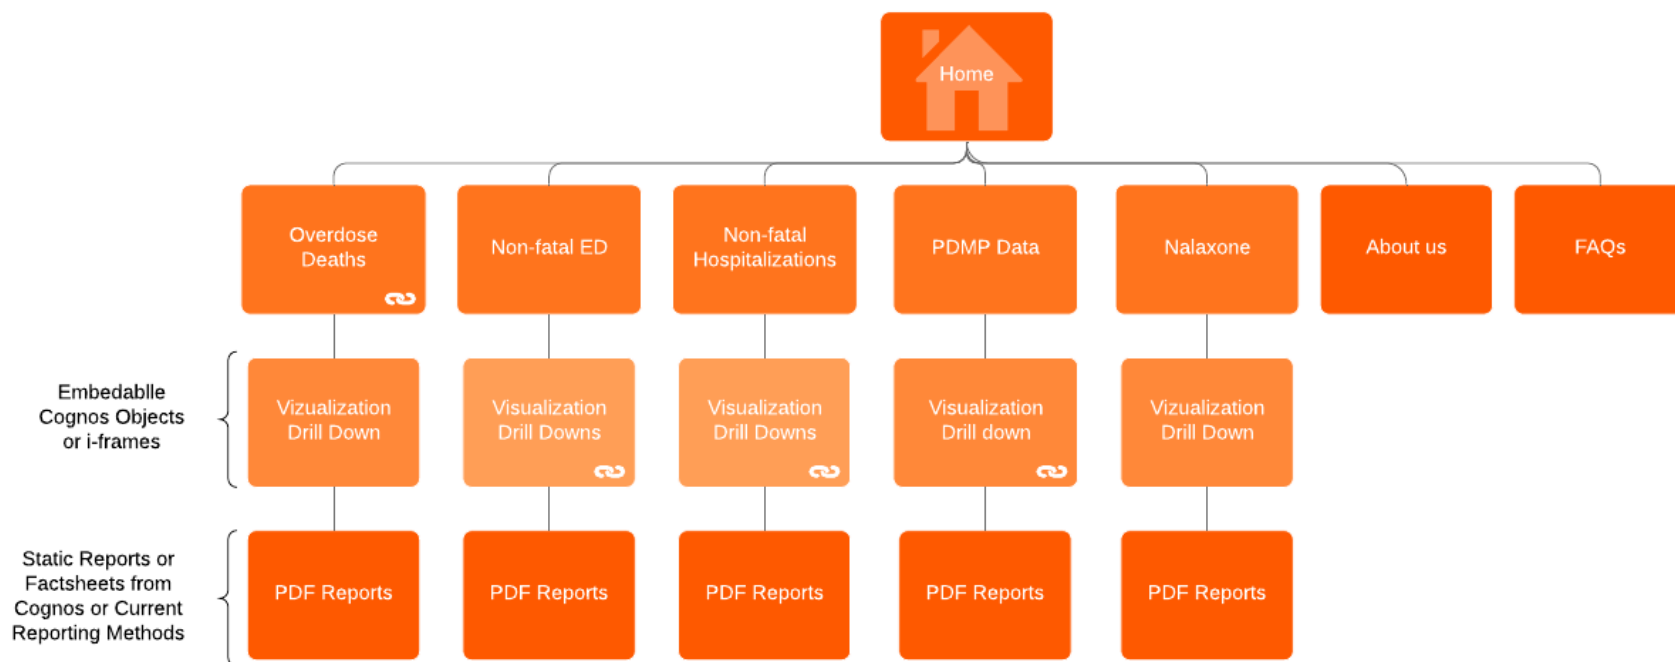 Home
Overdose
Deaths
Non-fatal ED
Non-fatal
Hospitalizations
PDMP Data
Nalaxone
About us
FAQs
Embedablle
Cognos Objects
or i-frames
Vizualization
Drill Down
Visualization
Drill Downs
Visualization
Drill Downs
Visualization
Drill down
Vizualization
Drill Down
Static Reports or
Factsheets from
Cognos or Current
Reporting Methods
PDF Reports
PDF Reports
PDF Reports
PDF Reports
PDF Reports